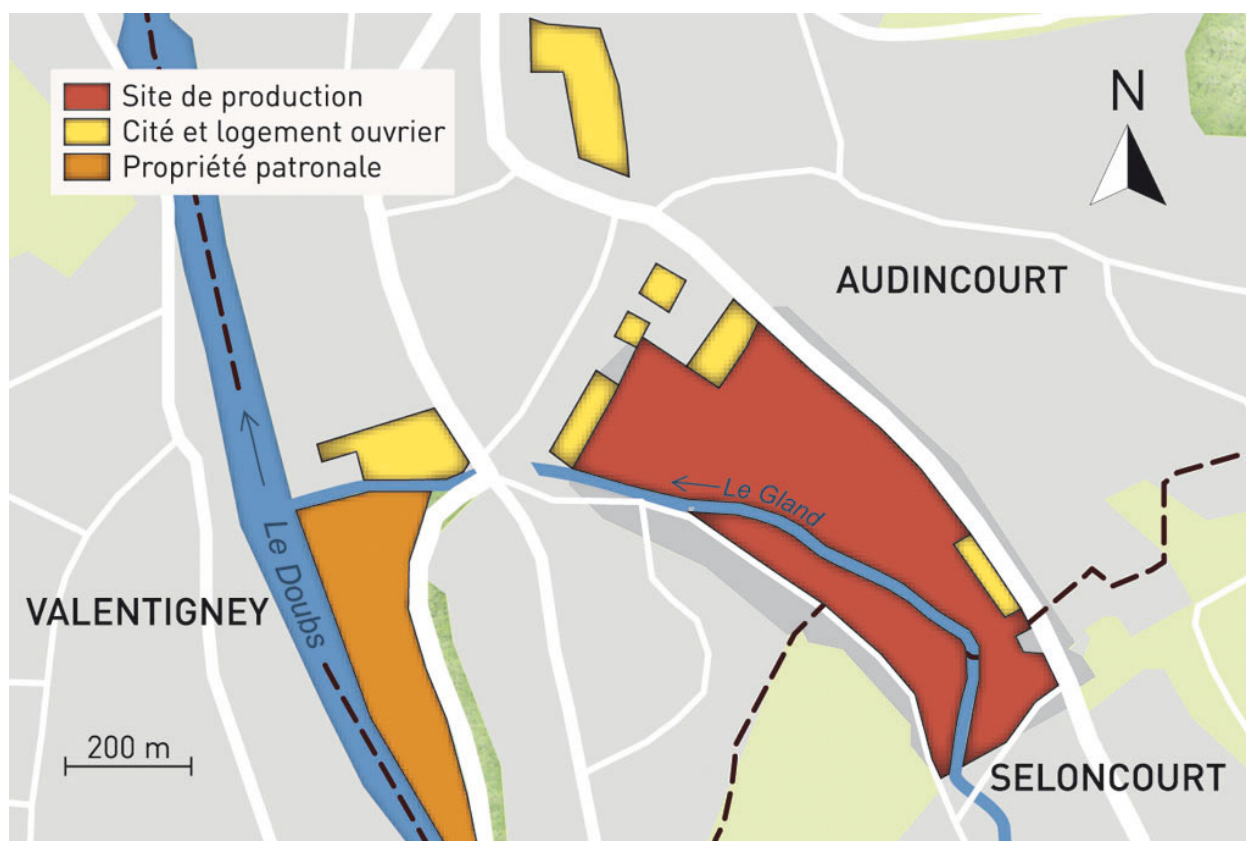 Site de production
Cité et logement ouvrier
Propriété patronale
N
AUDINCOURT
Le Gland
Le Doubs
VALENTIGNEY
200 m
SELONCOURT